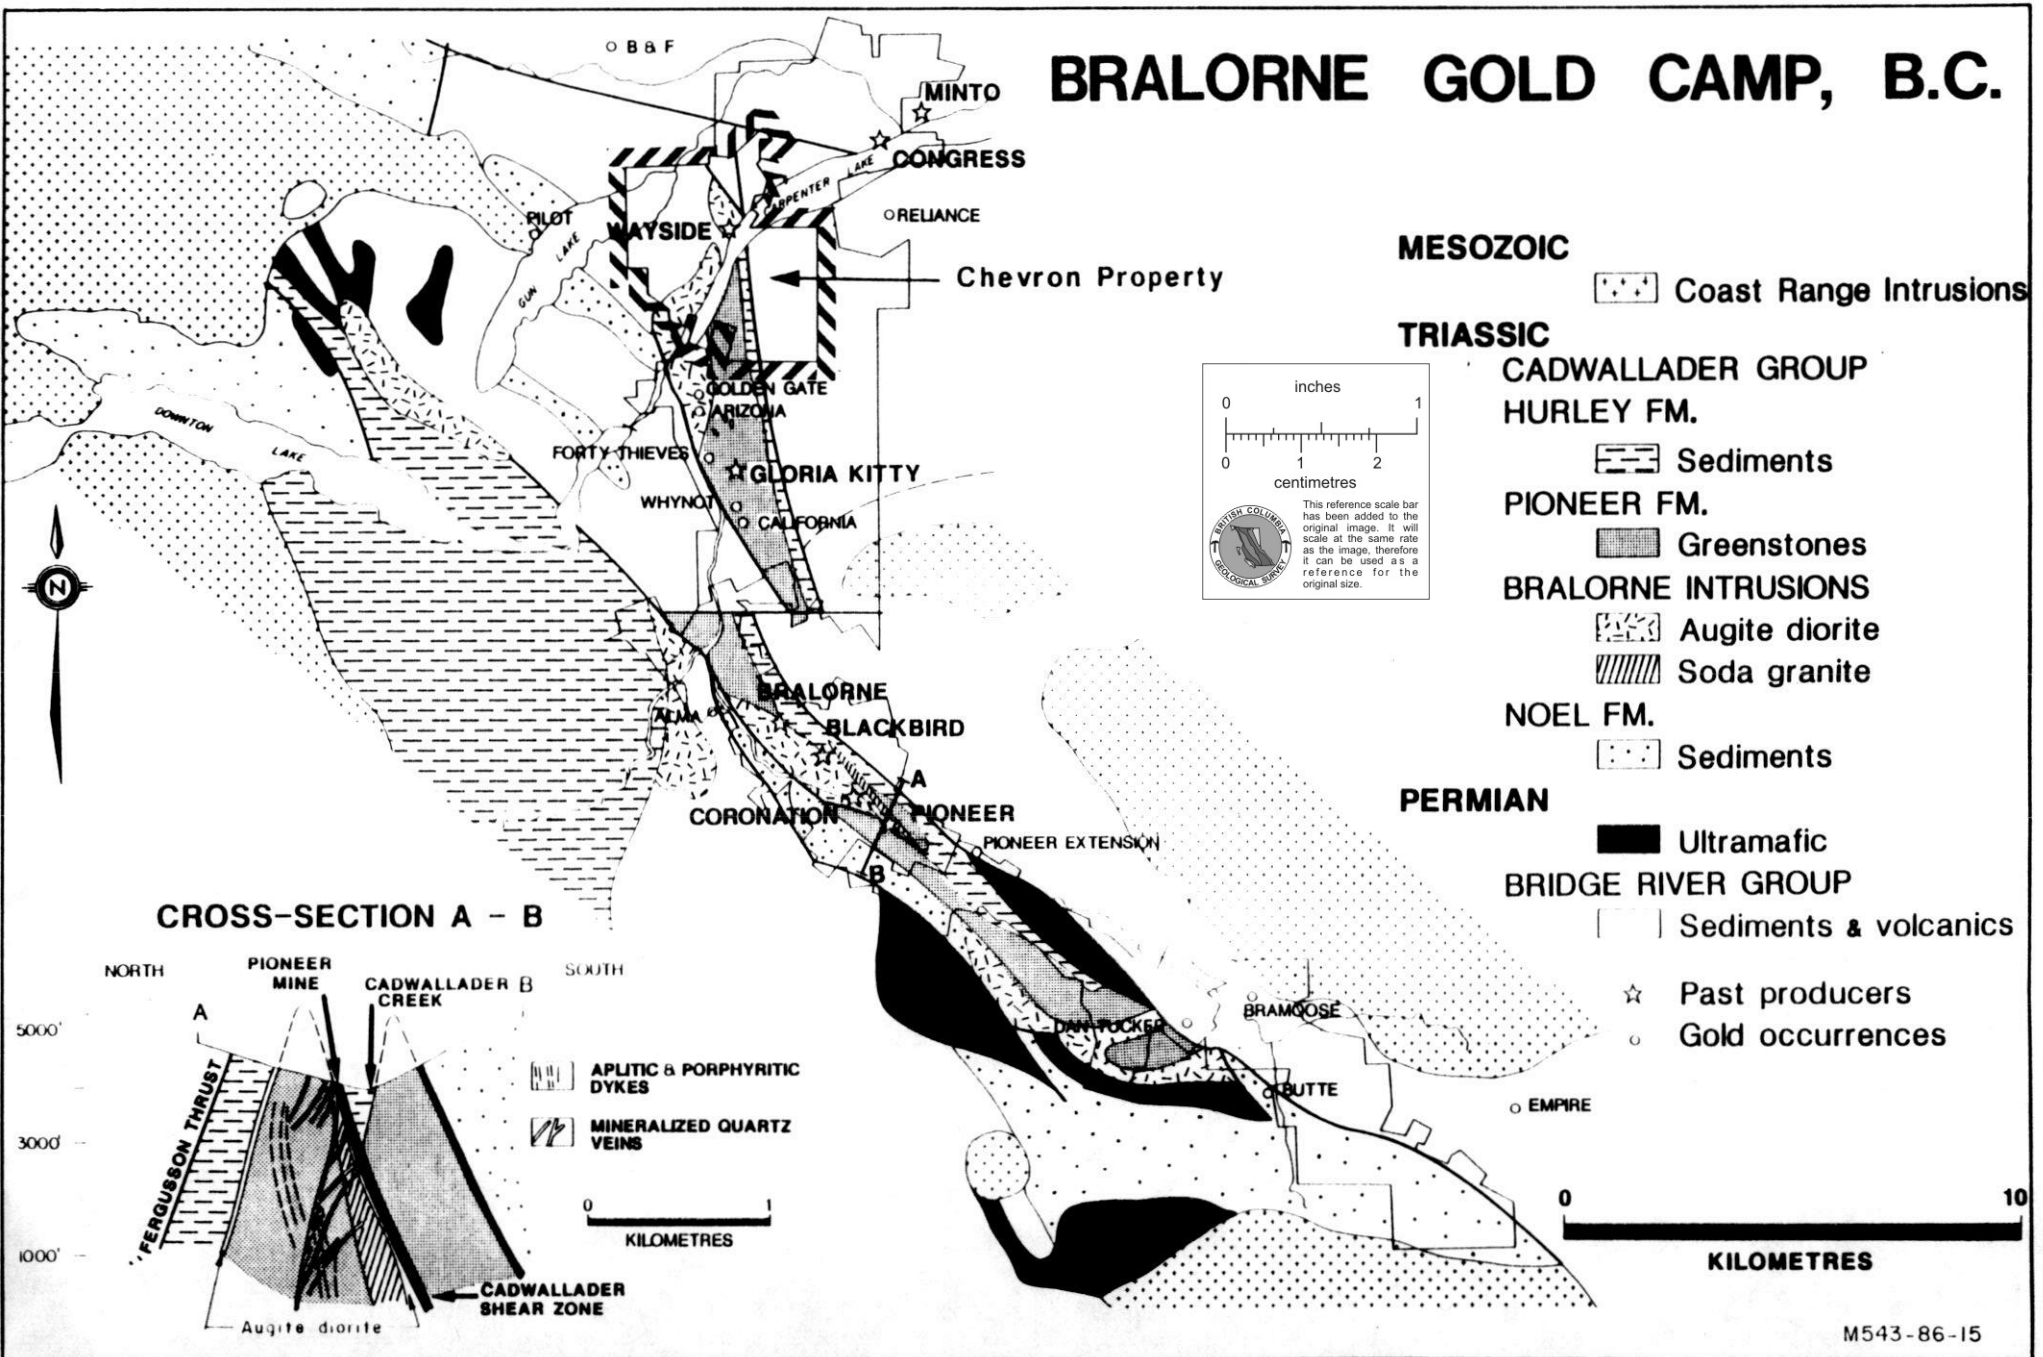 BRALORNE GOLD CAMP, B.C.
B & F
MINTO
CONGRESS
CARPENTER LAKE
RELIANCE
PILOT
WAYSIDE
GUN LAKE
Chevron Property
GOLDEN GATE
ARIZONA
DOWNTON LAKE
FORTY THIEVES
GLORIA KITTY
WHYNOT
CALIFORNIA
N
BRALORNE
ALMA
BLACKBIRD
A
CORONATION
PIONEER
PIONEER EXTENSION
B
DAN TUCKER
BRAMOOSE
BUTTE
EMPIRE
MESOZOIC
Coast Range Intrusions
TRIASSIC
CADWALLADER GROUP
HURLEY FM.
Sediments
PIONEER FM.
Greenstones
BRALORNE INTRUSIONS
Augite diorite
Soda granite
NOEL FM.
Sediments
PERMIAN
Ultramafic
BRIDGE RIVER GROUP
Sediments & volcanics
Past producers
Gold occurrences
inches
0 1
0 1 2
centimetres
BRITISH COLUMBIA
GEOLOGICAL SURVEY
This reference scale bar
has been added to the
original image. It will
scale at the same rate
as the image, therefore
it can be used as a
reference for the
original size.
CROSS-SECTION A - B
NORTH
PIONEER
MINE
CADWALLADER
CREEK
B
SOUTH
A
5000'
3000'
1000'
'FERGUSSON THRUST
APLITIC & PORPHYRITIC
DYKES
MINERALIZED QUARTZ
VEINS
0 1
KILOMETRES
CADWALLADER
SHEAR ZONE
Augite diorite
0 10
KILOMETRES
M543-86-15